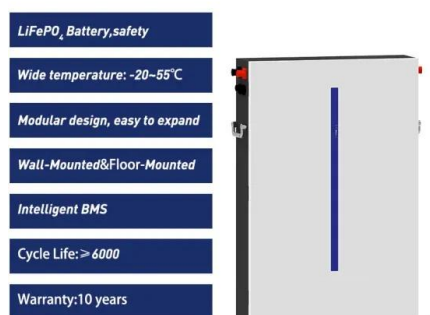 LiFePO₄ Battery,safety
Wide temperature: -20~55℃
Modular design, easy to expand
Wall-Mounted&Floor-Mounted
Intelligent BMS
Cycle Life:≥6000
Warranty:10 years